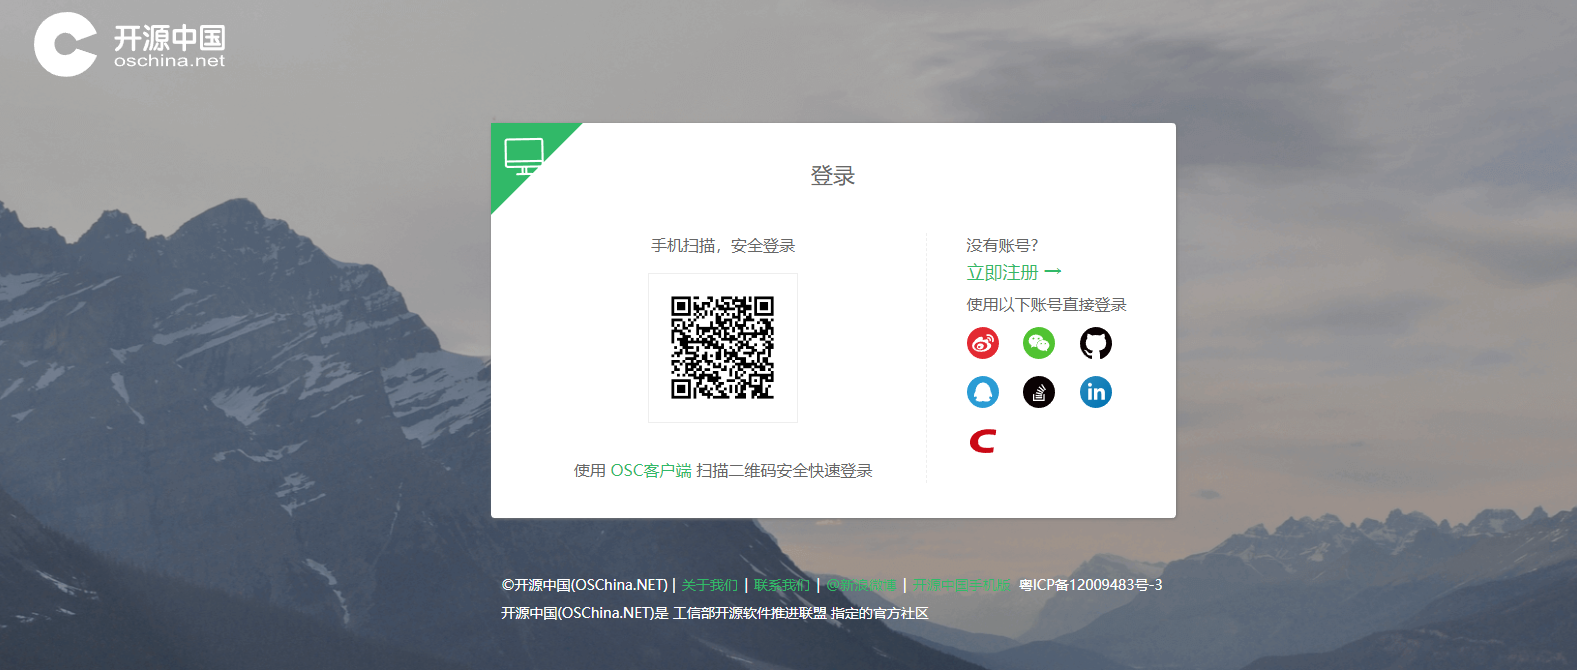 开源中国
oschina.net
登录
手机扫描，安全登录
没有账号?
立即注册 →
使用以下账号直接登录
in
使用 OSC客户端 扫描二维码安全快速登录
©开源中国(OSChina.NET) | 关于我们 | 联系我们 | @新浪微博 | 开源中国手机版 粤ICP备12009483号-3
开源中国(OSChina.NET)是 工信部开源软件推进联盟 指定的官方社区